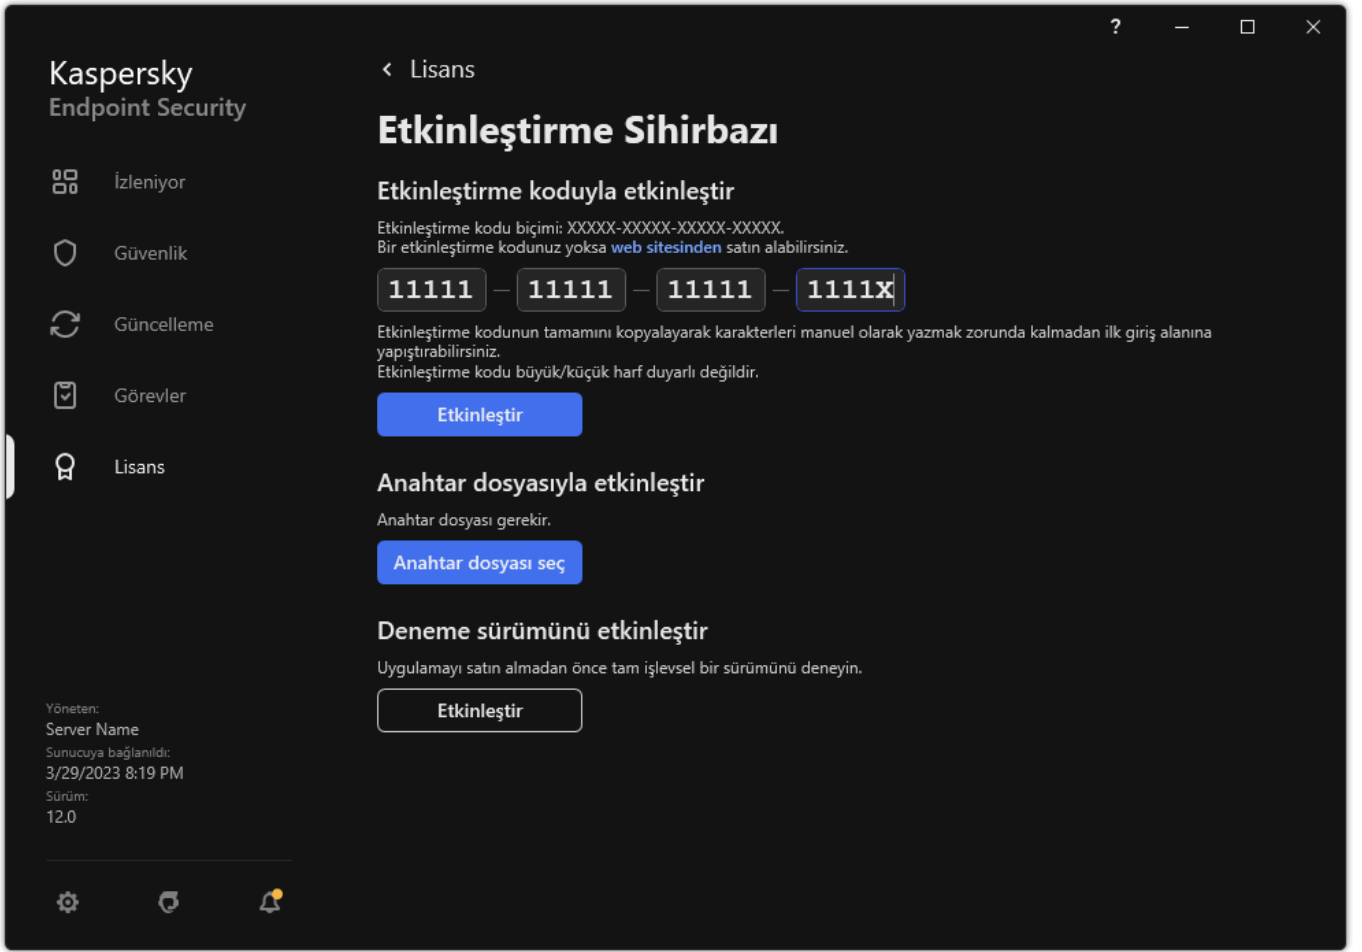 ?
Kaspersky
Endpoint Security
İzleniyor
Güvenlik
Güncelleme
Görevler
Lisans
Yöneten:
Server Name
Sunucuya bağlanıldı:
3/29/2023 8:19 PM
Sürüm:
12.0
Lisans
Etkinleştirme Sihirbazı
Etkinleştirme koduyla etkinleştir
Etkinleştirme kodu biçimi: XXXXX-XXXXX-XXXXX-XXXXX.
Bir etkinleştirme kodunuz yoksa web sitesinden satın alabilirsiniz.
11111 — 11111 — 11111 — 1111X
Etkinleştirme kodunun tamamını kopyalayarak karakterleri manuel olarak yazmak zorunda kalmadan ilk giriş alanına
yapıştırabilirsiniz.
Etkinleştirme kodu büyük/küçük harf duyarlı değildir.
Etkinleştir
Anahtar dosyasıyla etkinleştir
Anahtar dosyası gerekir.
Anahtar dosyası seç
Deneme sürümünü etkinleştir
Uygulamayı satın almadan önce tam işlevsel bir sürümünü deneyin.
Etkinleştir